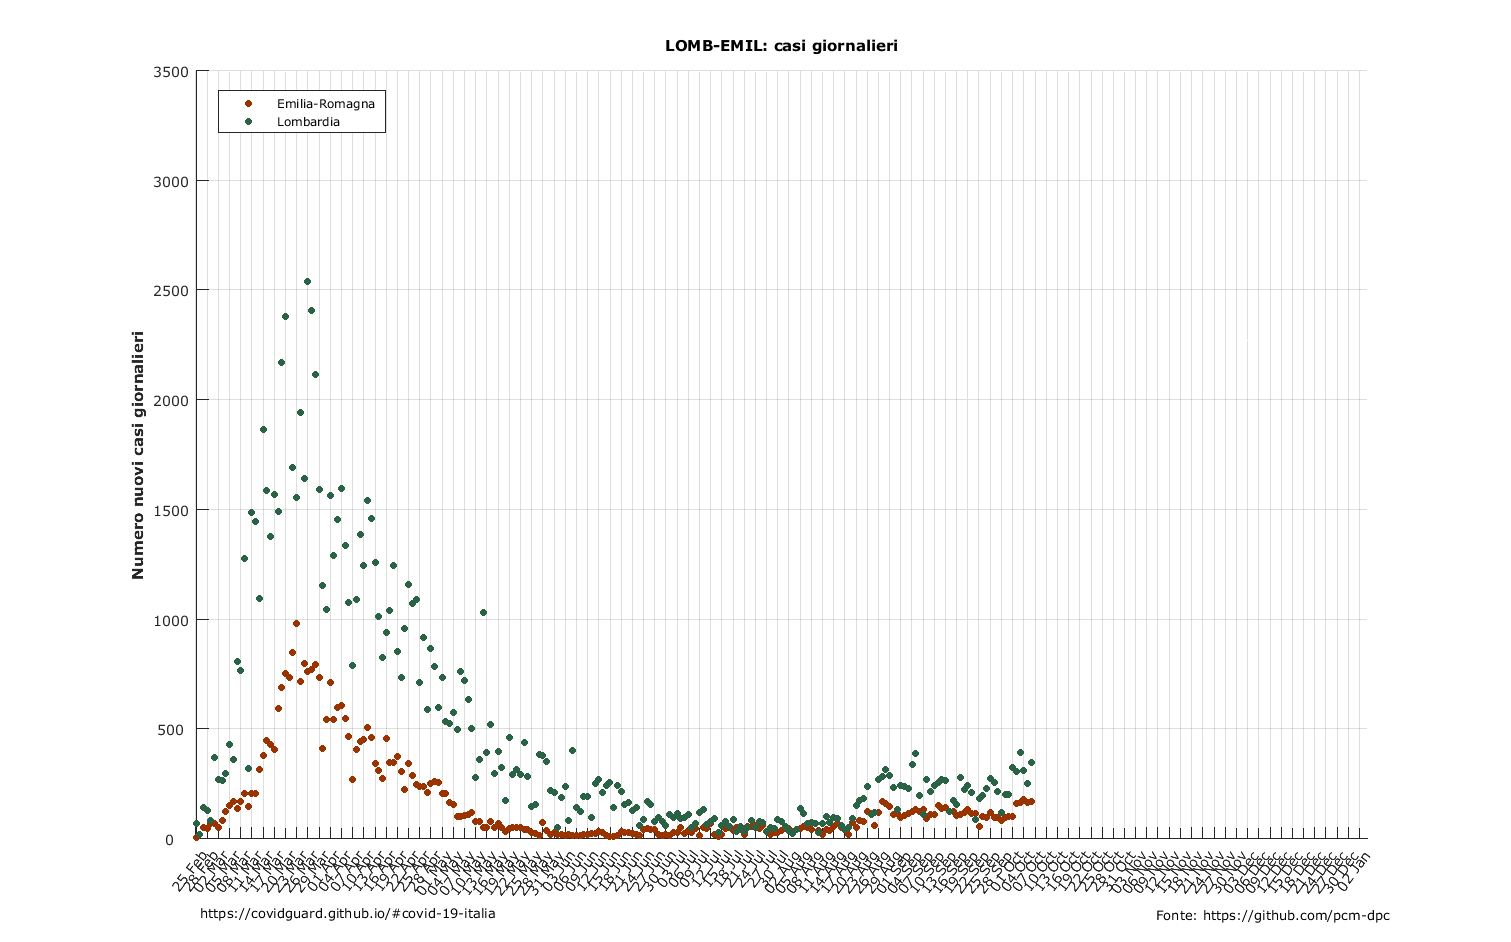 LOMB-EMIL: casi giornalieri
3500
Emilia-Romagna
Lombardia
3000
2500
2000
1500
1000
500
0
Numero nuovi casi giornalieri
25 Feb
28 Feb
02 Mar
05 Mar
08 Mar
11 Mar
14 Mar
17 Mar
20 Mar
23 Mar
26 Mar
29 Mar
01 Apr
04 Apr
07 Apr
10 Apr
13 Apr
16 Apr
19 Apr
22 Apr
25 Apr
28 Apr
01 May
04 May
07 May
10 May
13 May
16 May
19 May
22 May
25 May
28 May
31 May
03 Jun
06 Jun
09 Jun
12 Jun
15 Jun
18 Jun
21 Jun
24 Jun
27 Jun
30 Jun
03 Jul
06 Jul
09 Jul
12 Jul
15 Jul
18 Jul
21 Jul
24 Jul
27 Jul
30 Jul
02 Aug
05 Aug
08 Aug
11 Aug
14 Aug
17 Aug
20 Aug
23 Aug
26 Aug
29 Aug
01 Sep
04 Sep
07 Sep
10 Sep
13 Sep
16 Sep
19 Sep
22 Sep
25 Sep
28 Sep
01 Oct
04 Oct
07 Oct
10 Oct
13 Oct
16 Oct
19 Oct
22 Oct
25 Oct
28 Oct
31 Oct
03 Nov
06 Nov
09 Nov
12 Nov
15 Nov
18 Nov
21 Nov
24 Nov
27 Nov
30 Nov
03 Dec
06 Dec
09 Dec
12 Dec
15 Dec
18 Dec
21 Dec
24 Dec
27 Dec
30 Dec
02 Jan
https://covidguard.github.io/#covid-19-italia
Fonte: https://github.com/pcm-dpc